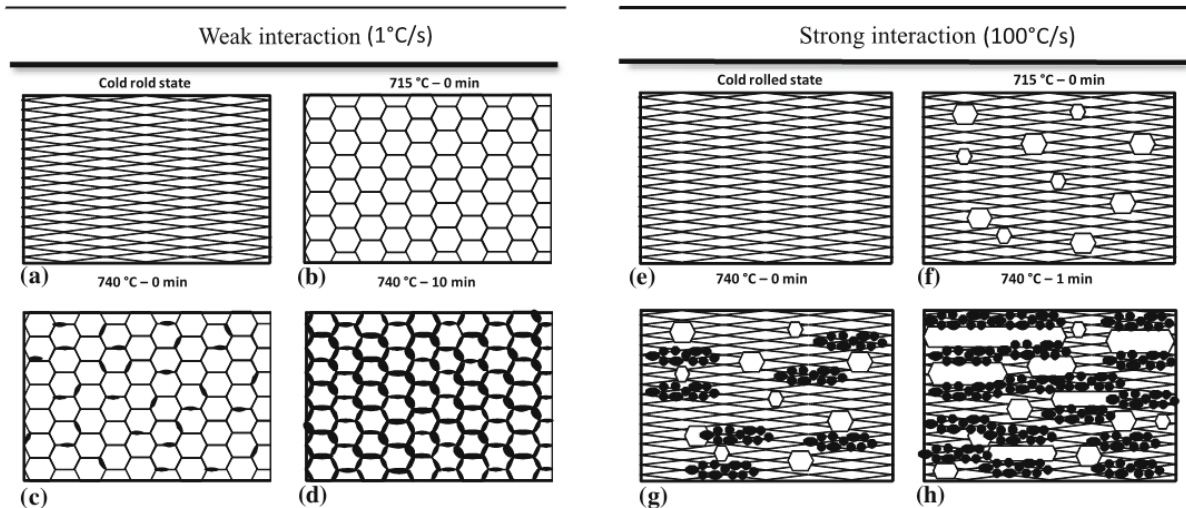 Weak interaction (1°C/s)
Cold rold state
715 °C – 0 min
(a)
(b)
740 °C – 0 min
740 °C – 10 min
(c)
(d)
Strong interaction (100°C/s)
Cold rolled state
715 °C – 0 min
(e)
(f)
740 °C – 0 min
740 °C – 1 min
(g)
(h)